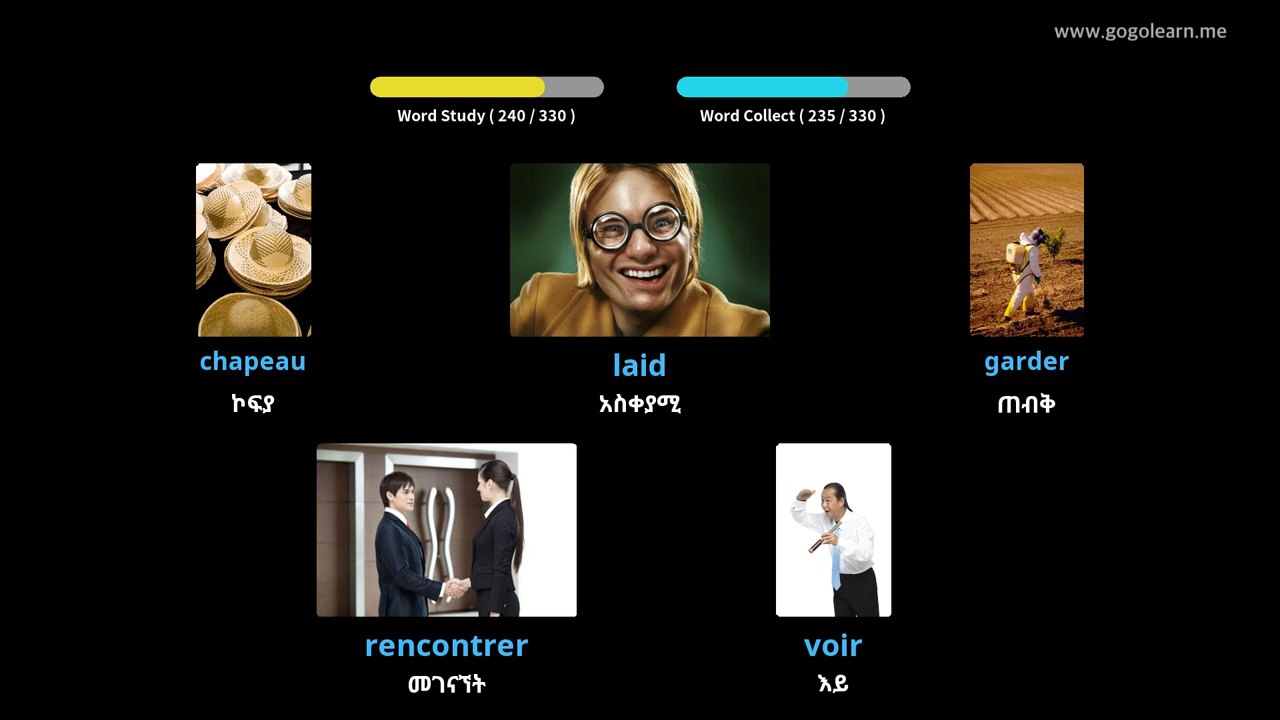 www.gogolearn.me
Word Study ( 240 / 330 )
Word Collect ( 235 / 330 )
chapeau
ኮፍያ
laid
አስቀያሚ
garder
ጠብቅ
rencontrer
መገናኘት
voir
እይ